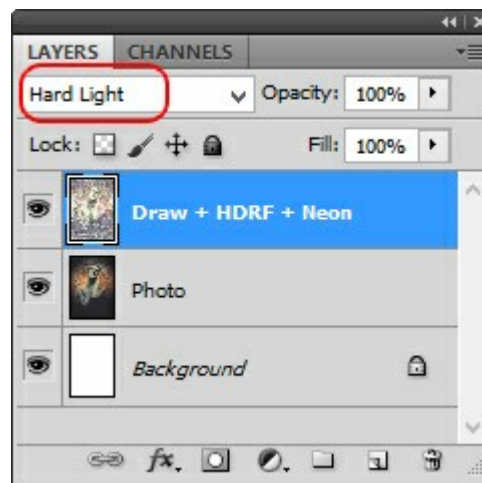 LAYERS CHANNELS
Hard Light Opacity: 100%
Lock: Fill: 100%
Draw + HDRF + Neon
Photo
Background
fx.